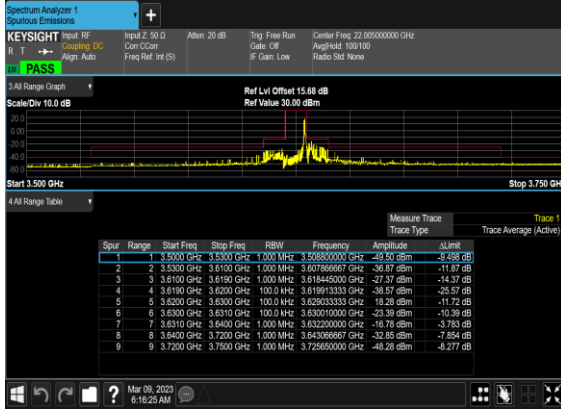 Spectrum Analyzer 1
Spurious Emissions
+
KEYSIGHT Input: RF Input Z: 50 Ω Atten: 20 dB Trig: Free Run Center Freq: 22.005000000 GHz
R T Coupling: DC Corr CCorr Gate: Off Avg|Hold: 100/100
Align: Auto Freq Ref: Int (S) IF Gain: Low Radio Std: None
PASS
3 All Range Graph
Ref Lvl Offset 15.68 dB
Scale/Div 10.0 dB Ref Value 30.00 dBm
20.0
0.00
-20.0
-40.0
-60.0
Start 3.500 GHz Stop 3.750 GH
4 All Range Table
Measure Trace Trace 1
Trace Type Trace Average (Active)
Spur Range Start Freq Stop Freq RBW Frequency Amplitude ΔLimit
1 1 3.5000 GHz 3.5300 GHz 1.000 MHz 3.508800000 GHz -49.50 dBm -9.498 dB
2 2 3.5300 GHz 3.6100 GHz 1.000 MHz 3.607866667 GHz -36.87 dBm -11.87 dB
3 3 3.6100 GHz 3.6190 GHz 1.000 MHz 3.618445000 GHz -27.37 dBm -14.37 dB
4 4 3.6190 GHz 3.6200 GHz 100.0 kHz 3.619913333 GHz -38.57 dBm -25.57 dB
5 5 3.6200 GHz 3.6300 GHz 100.0 kHz 3.629033333 GHz 18.28 dBm -11.72 dB
6 6 3.6300 GHz 3.6310 GHz 100.0 kHz 3.630010000 GHz -23.39 dBm -10.39 dB
7 7 3.6310 GHz 3.6400 GHz 1.000 MHz 3.632200000 GHz -16.78 dBm -3.783 dB
8 8 3.6400 GHz 3.7200 GHz 1.000 MHz 3.643066667 GHz -32.85 dBm -7.854 dB
9 9 3.7200 GHz 3.7500 GHz 1.000 MHz 3.725650000 GHz -48.28 dBm -8.277 dB
? Mar 09, 2023
6:16:25 AM